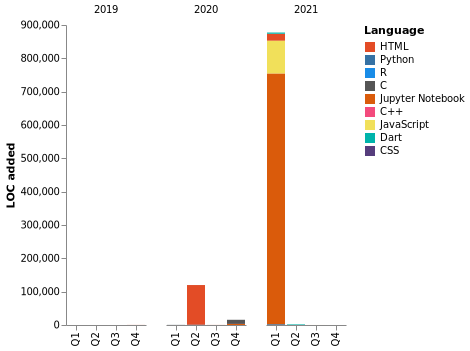 2019 2020 2021
Language
HTML
Python
R
C
Jupyter Notebook
C++
JavaScript
Dart
CSS
LOC added
900,000
800,000
700,000
600,000
500,000
400,000
300,000
200,000
100,000
0
Q1 Q2 Q3 Q4 Q1 Q2 Q3 Q4 Q1 Q2 Q3 Q4